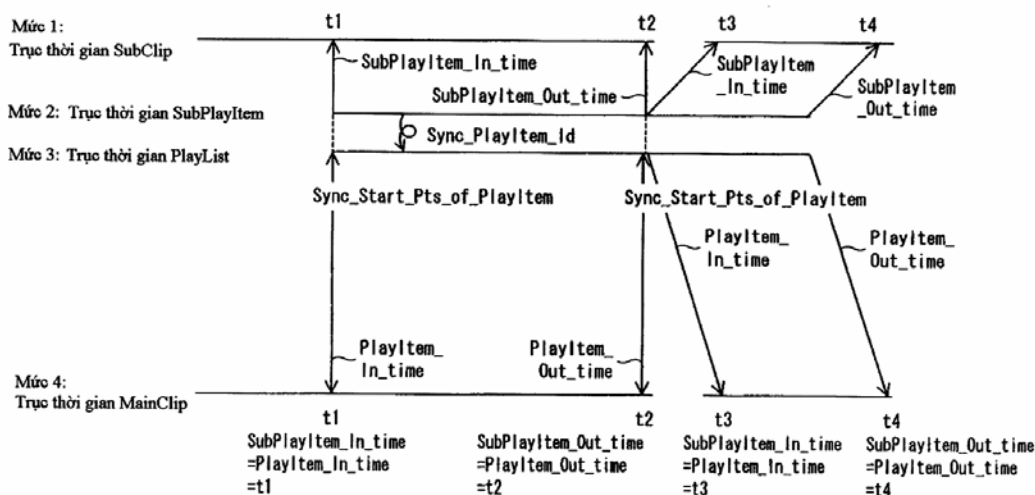 Mức 1:
Trục thời gian SubClip
t1
t2
t3
t4
SubPlayItem_In_time
SubPlayItem_Out_time
SubPlayItem
_In_time
SubPlayItem
_Out_time
Mức 2: Trục thời gian SubPlayItem
Sync_PlayItem_Id
Mức 3: Trục thời gian PlayList
Sync_Start_Pts_of_PlayItem
Sync_Start_Pts_of_PlayItem
PlayItem_
In_time
PlayItem_
Out_time
PlayItem_
In_time
PlayItem_
Out_time
Mức 4:
Trục thời gian MainClip
t1
t2
t3
t4
SubPlayItem_In_time
=PlayItem_In_time
=t1
SubPlayItem_Out_time
=PlayItem_Out_time
=t2
SubPlayItem_In_time
=PlayItem_In_time
=t3
SubPlayItem_Out_time
=PlayItem_Out_time
=t4